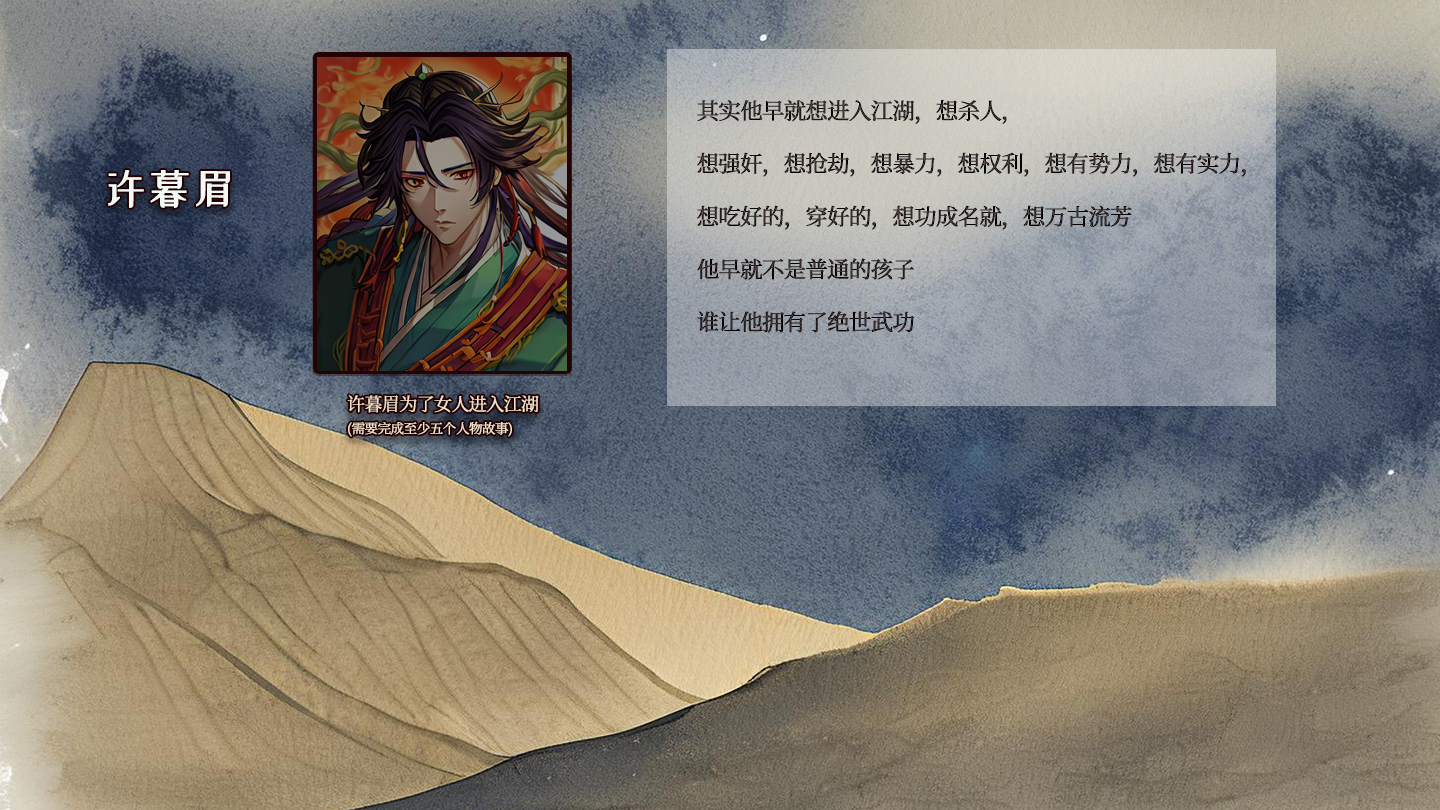 许暮眉
许暮眉为了女人进入江湖
(需要完成至少五个人物故事)
其实他早就想进入江湖，想杀人，
想强奸，想抢劫，想暴力，想权利，想有势力，想有实力，
想吃好的，穿好的，想功成名就，想万古流芳
他早就不是普通的孩子
谁让他拥有了绝世武功